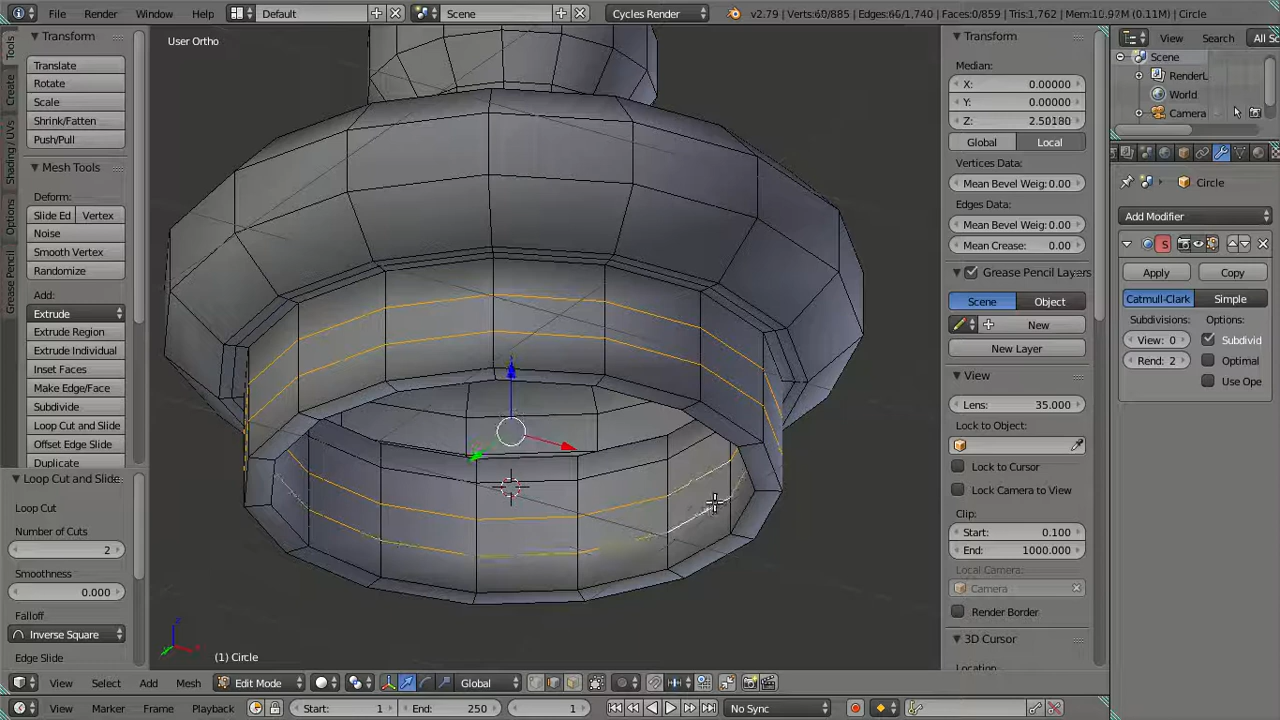 File Render Window Help Default Scene Cycles Render v2.79 | Verts:60/885 | Edges:60/1,740 | Faces:0/859 | Tris:1,762 | Mem:10.97M (0.11M) | Circle
Tools
Create
Shading / UVs
Options
Grease Pencil
Transform
Translate
Rotate
Scale
Shrink/Fatten
Push/Pull
Mesh Tools
Deform:
Slide Ed Vertex
Noise
Smooth Vertex
Randomize
Add:
Extrude
Extrude Region
Extrude Individual
Inset Faces
Make Edge/Face
Subdivide
Loop Cut and Slide
Offset Edge Slide
Duplicate
Loop Cut and Slide
Loop Cut
Number of Cuts
2
Smoothness
0.000
Falloff
Inverse Square
Edge Slide
User Ortho
(1) Circle
Transform
Median:
X: 0.00000
Y: 0.00000
Z: 2.50180
Global Local
Vertices Data:
Mean Bevel Weig: 0.00
Edges Data:
Mean Bevel Weig: 0.00
Mean Crease: 0.00
Grease Pencil Layers
Scene Object
New
New Layer
View
Lens: 35.000
Lock to Object:
Lock to Cursor
Lock Camera to View
Clip:
Start: 0.100
End: 1000.000
Local Camera:
Camera
Render Border
3D Cursor
Location
View Search All S
Scene
RenderL
World
Camera
Circle
Add Modifier
S
Apply Copy
Catmull-Clark Simple
Subdivisions: Options:
View: 0 Subdivid
Rend: 2 Optimal
Use Ope
View Select Add Mesh Edit Mode Global
View Marker Frame Playback Start: 1 End: 250 1 No Sync